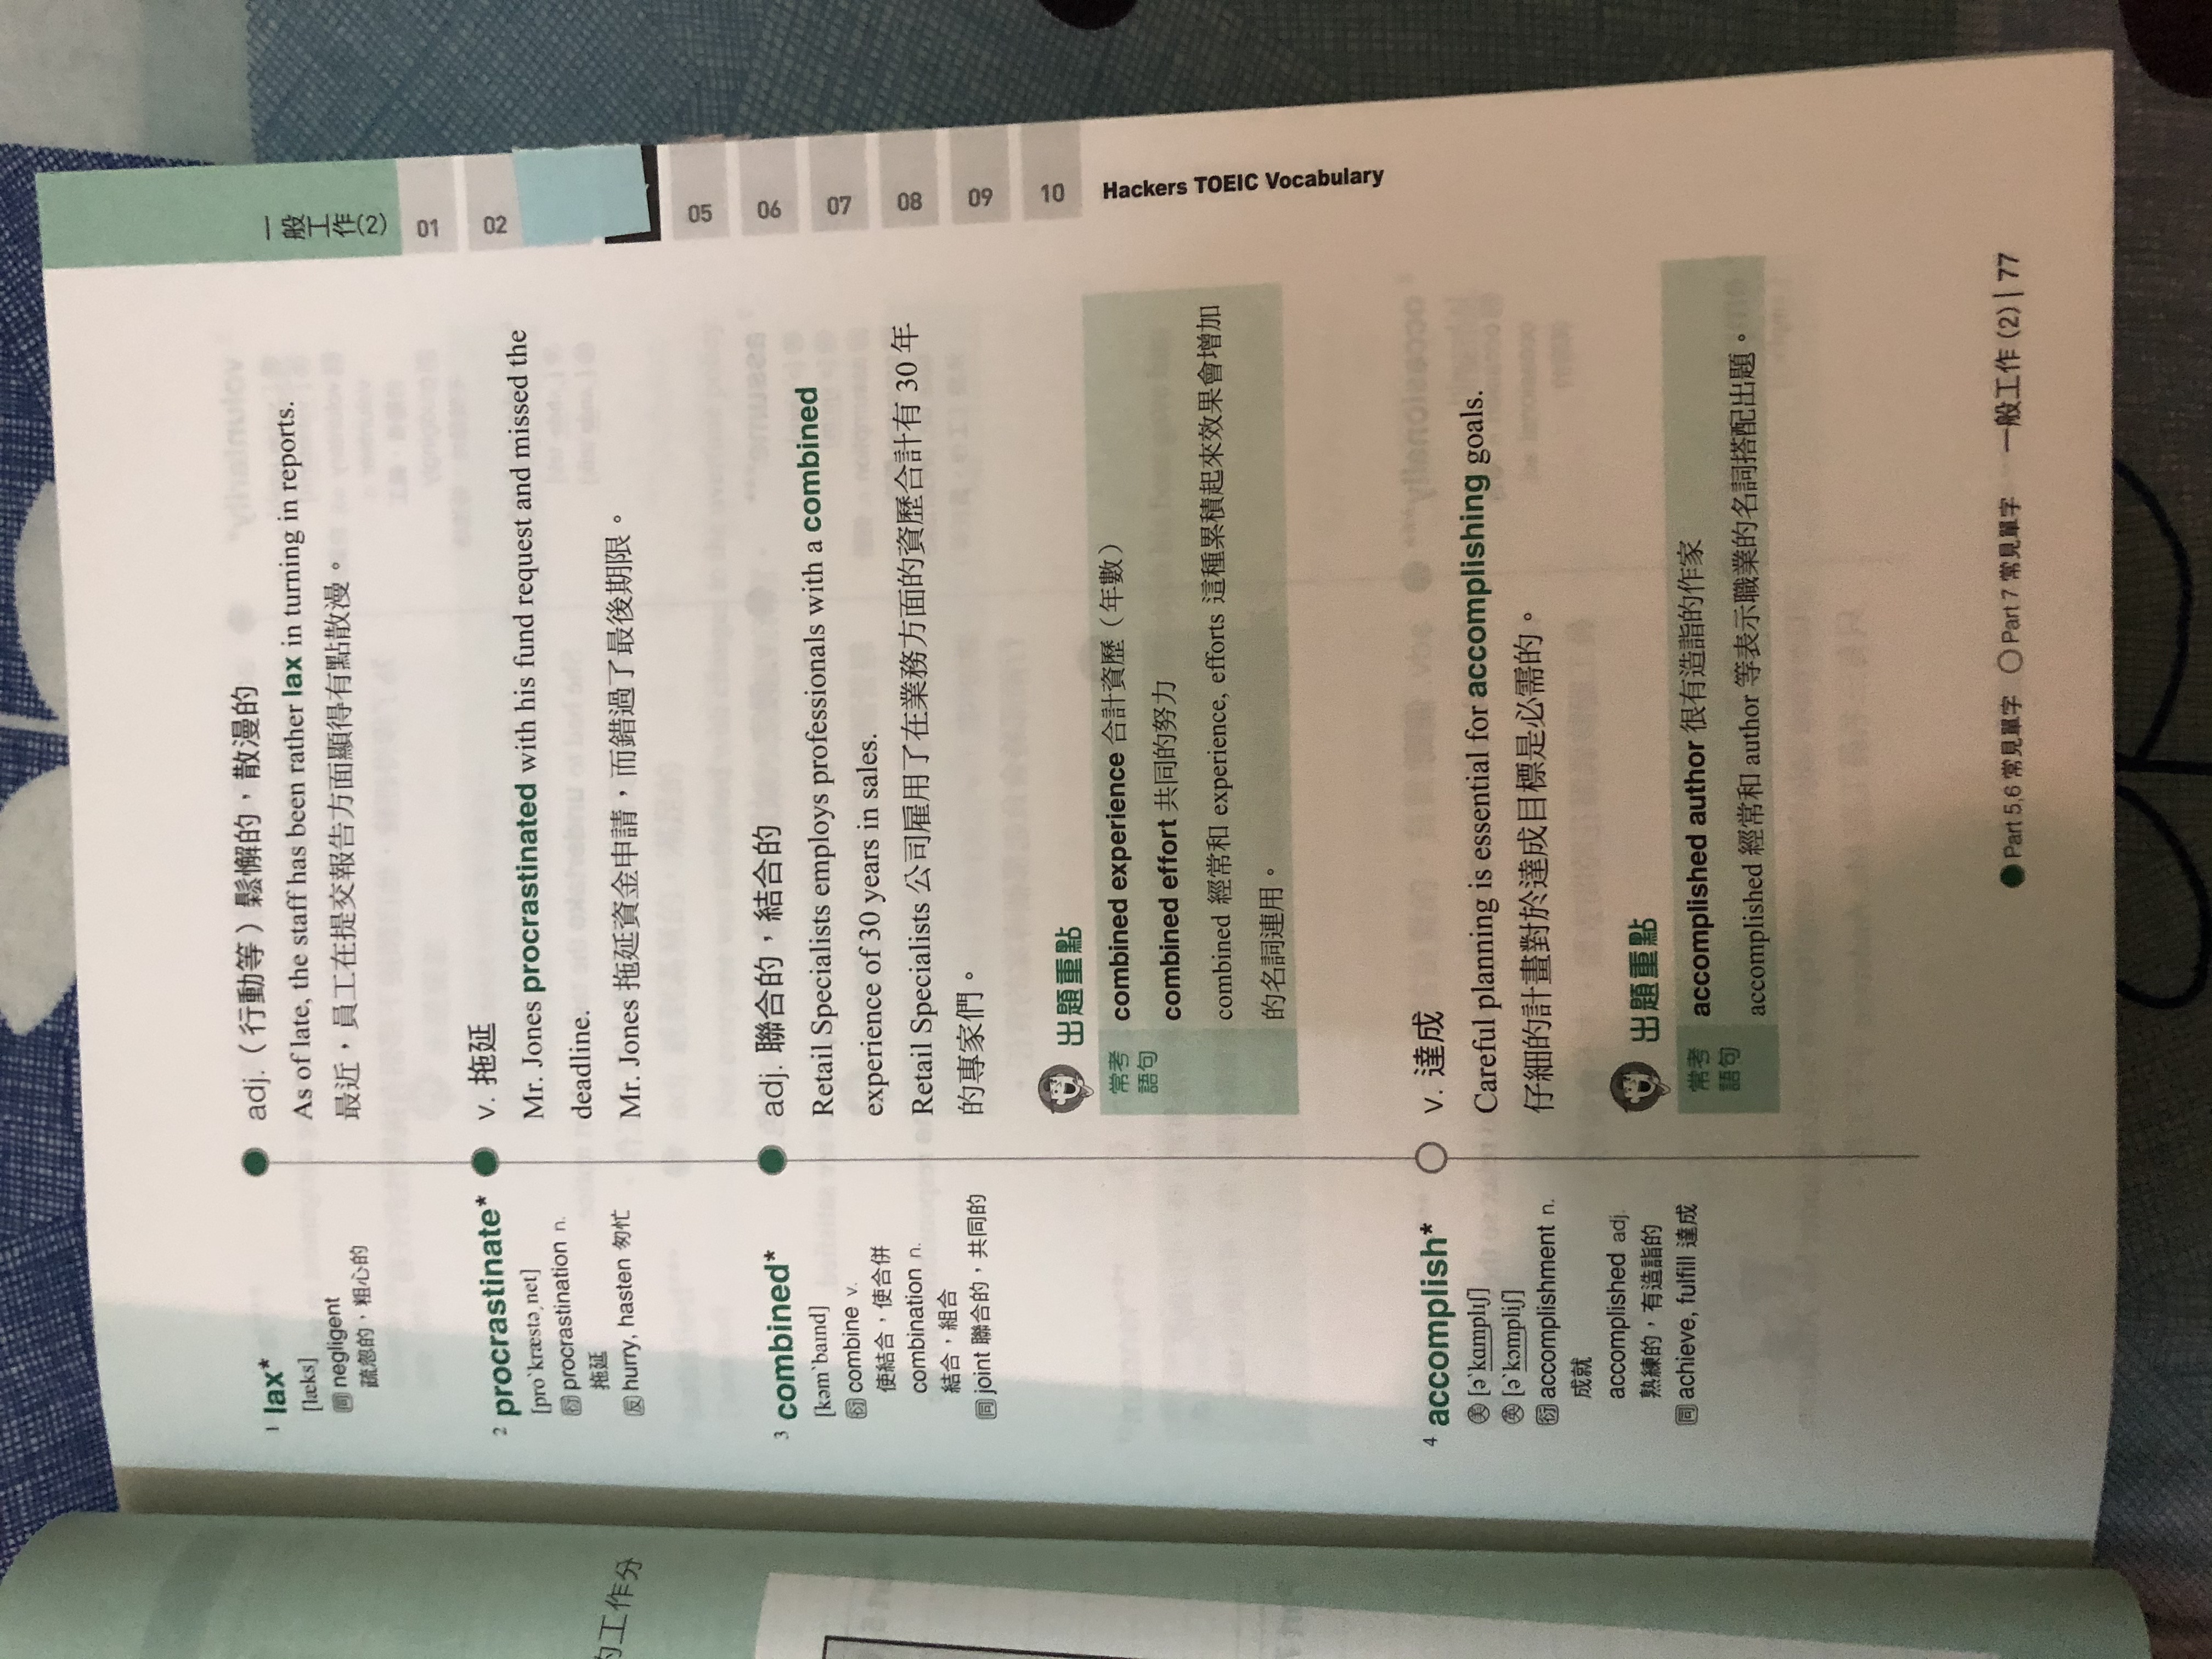 1 lax*
[læks]
同 negligent
疏忽的，粗心的
adj.（行動等）鬆懈的，散漫的
As of late, the staff has been rather lax in turning in reports.
最近，員工在提交報告方面顯得有點散漫。
2 procrastinate*
[proˋkræstəˏnet]
衍 procrastination n.
拖延
反 hurry, hasten 匆忙
v. 拖延
Mr. Jones procrastinated with his fund request and missed the
deadline.
Mr. Jones 拖延資金申請，而錯過了最後期限。
3 combined*
[kəmˋbaɪnd]
衍 combine v.
使結合，使合併
combination n.
結合，組合
同 joint 聯合的，共同的
adj. 聯合的，結合的
Retail Specialists employs professionals with a combined
experience of 30 years in sales.
Retail Specialists 公司雇用了在業務方面的資歷合計有 30 年
的專家們。
出題重點
常考
語句
combined experience 合計資歷（年數）
combined effort 共同的努力
combined 經常和 experience, efforts 這種累積起來效果會增加
的名詞連用。
4 accomplish*
美 [əˋkɑmplɪʃ]
英 [əˋkɔmpliʃ]
衍 accomplishment n.
成就
accomplished adj.
熟練的，有造詣的
同 achieve, fulfill 達成
v. 達成
Careful planning is essential for accomplishing goals.
仔細的計畫對於達成目標是必需的。
出題重點
常考
語句
accomplished author 很有造詣的作家
accomplished 經常和 author 等表示職業的名詞搭配出題。
Part 5,6 常見單字 Part 7 常見單字 一般工作 (2) | 77
一般工作(2)
01
02
05
06
07
08
09
10
Hackers TOEIC Vocabulary
的工作分